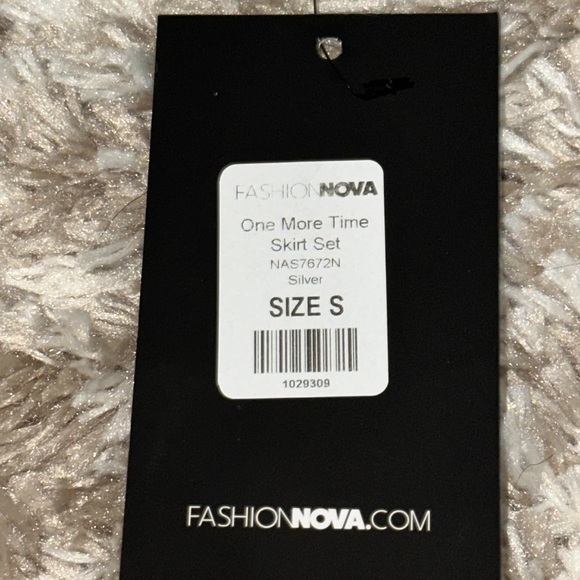 FASHIONNOVA
One More Time
Skirt Set
NAS7672N
Silver
SIZE S
1029309
FASHIONNOVA.COM